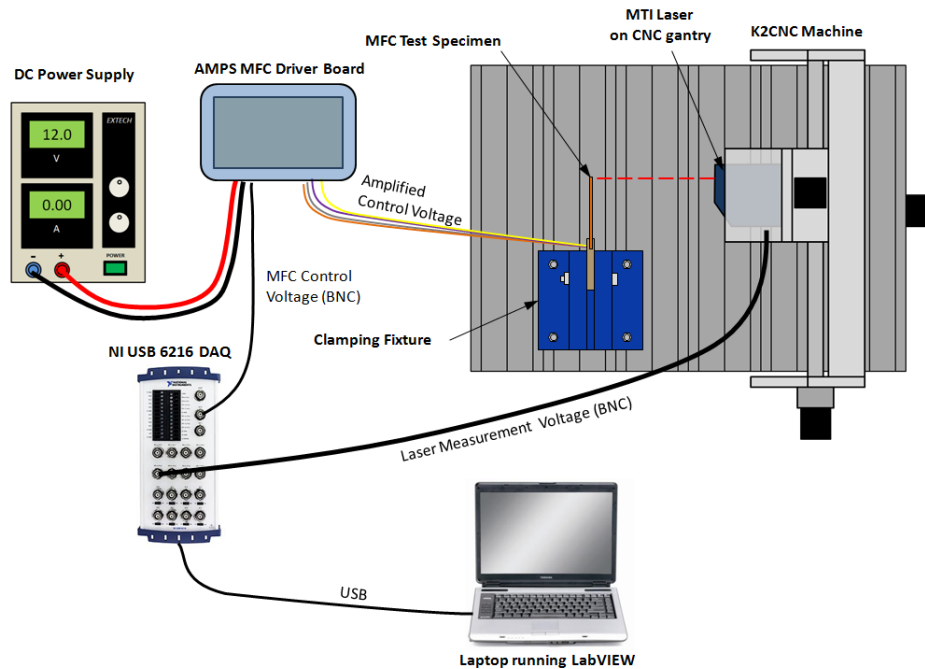 MTI Laser
on CNC gantry
K2CNC Machine
MFC Test Specimen
DC Power Supply
AMPS MFC Driver Board
12.0
V
EXTECH
0.00
A
POWER
- +
Amplified
Control Voltage
MFC Control
Voltage (BNC)
Clamping Fixture
NI USB 6216 DAQ
Laser Measurement Voltage (BNC)
USB
Laptop running LabVIEW